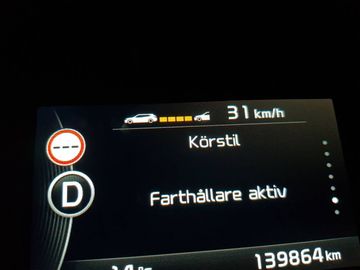 31 km/h
---
Körstil
D
Farthållare aktiv
139864 km